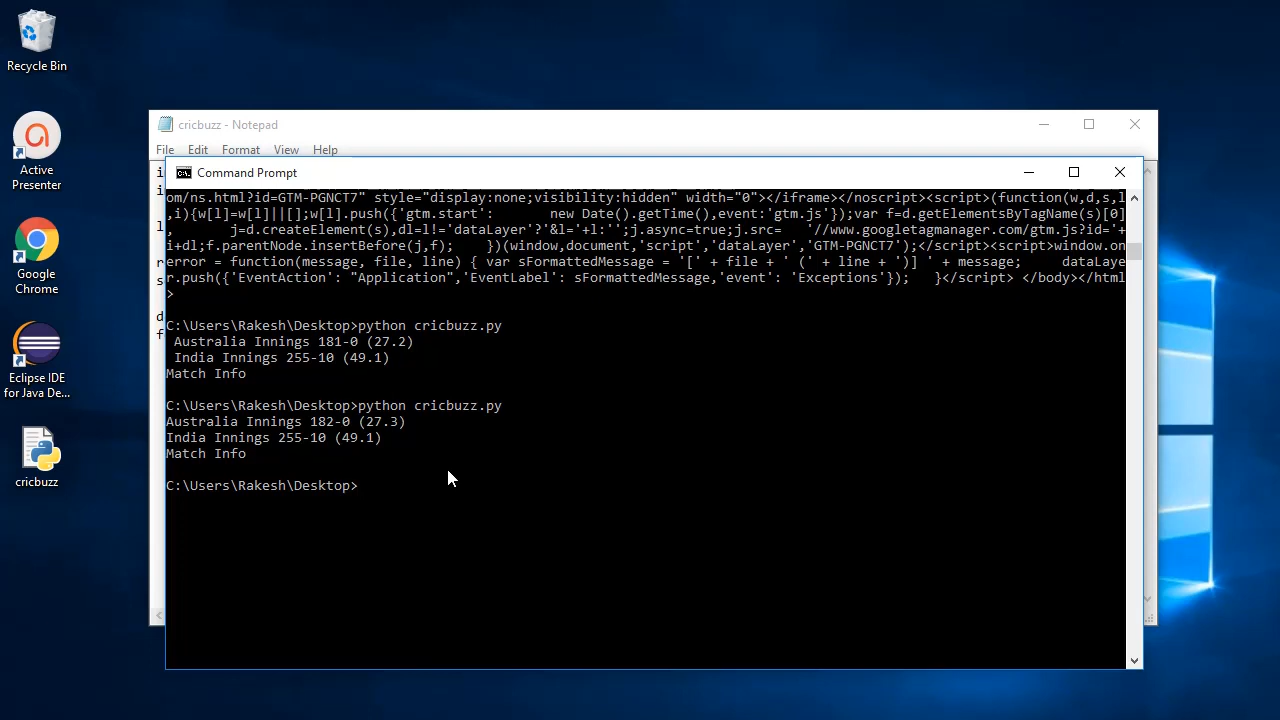 Recycle Bin
Active
Presenter
Google
Chrome
Eclipse IDE
for Java De...
cricbuzz
cricbuzz - Notepad
File Edit Format View Help
Command Prompt
om/ns.html?id=GTM-PGNCT7" style="display:none;visibility:hidden" width="0"></iframe></noscript><script>(function(w,d,s,l
,i){w[l]=w[l]||[];w[l].push({'gtm.start': new Date().getTime(),event:'gtm.js'});var f=d.getElementsByTagName(s)[0]
, j=d.createElement(s),dl=l!='dataLayer'?'&l='+l:'';j.async=true;j.src= '//www.googletagmanager.com/gtm.js?id='+
i+dl;f.parentNode.insertBefore(j,f); })(window,document,'script','dataLayer','GTM-PGNCT7');</script><script>window.on
error = function(message, file, line) { var sFormattedMessage = '[' + file + ' (' + line + ')] ' + message; dataLaye
r.push({'EventAction': "Application",'EventLabel': sFormattedMessage,'event': 'Exceptions'}); }</script> </body></html
>
C:\Users\Rakesh\Desktop>python cricbuzz.py
Australia Innings 181-0 (27.2)
India Innings 255-10 (49.1)
Match Info
C:\Users\Rakesh\Desktop>python cricbuzz.py
Australia Innings 182-0 (27.3)
India Innings 255-10 (49.1)
Match Info
C:\Users\Rakesh\Desktop>